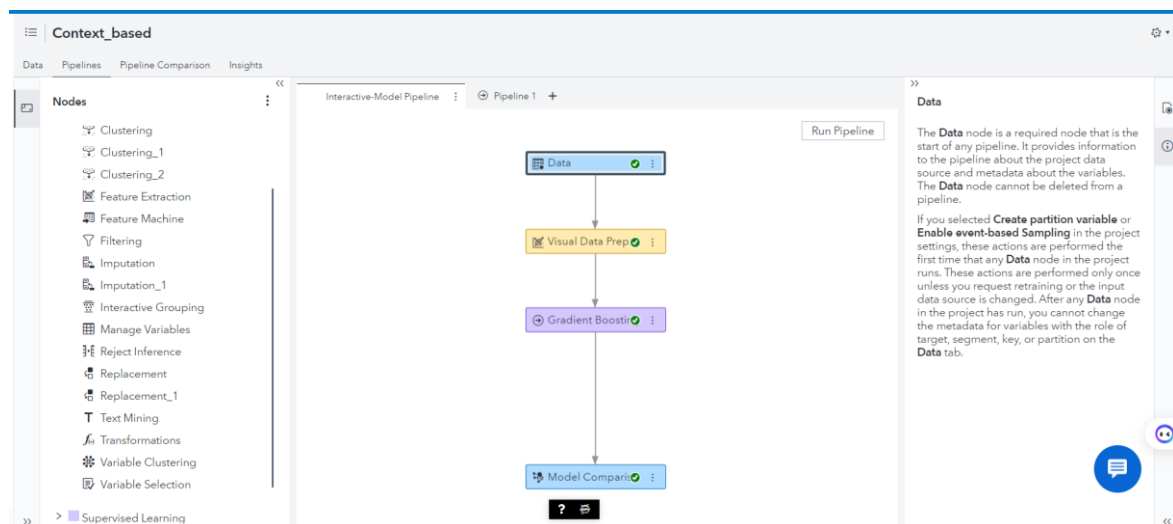 Context_based
Data Pipelines Pipeline Comparison Insights
Nodes
Clustering
Clustering_1
Clustering_2
Feature Extraction
Feature Machine
Filtering
Imputation
Imputation_1
Interactive Grouping
Manage Variables
Reject Inference
Replacement
Replacement_1
Text Mining
Transformations
Variable Clustering
Variable Selection
Supervised Learning
Interactive-Model Pipeline Pipeline 1 +
Run Pipeline
Data
Visual Data Prep
Gradient Boostin
Model Comparis
?
Data
The Data node is a required node that is the
start of any pipeline. It provides information
to the pipeline about the project data
source and metadata about the variables.
The Data node cannot be deleted from a
pipeline.
If you selected Create partition variable or
Enable event-based Sampling in the project
settings, these actions are performed the
first time that any Data node in the project
runs. These actions are performed only once
unless you request retraining or the input
data source is changed. After any Data node
in the project has run, you cannot change
the metadata for variables with the role of
target, segment, key, or partition on the
Data tab.